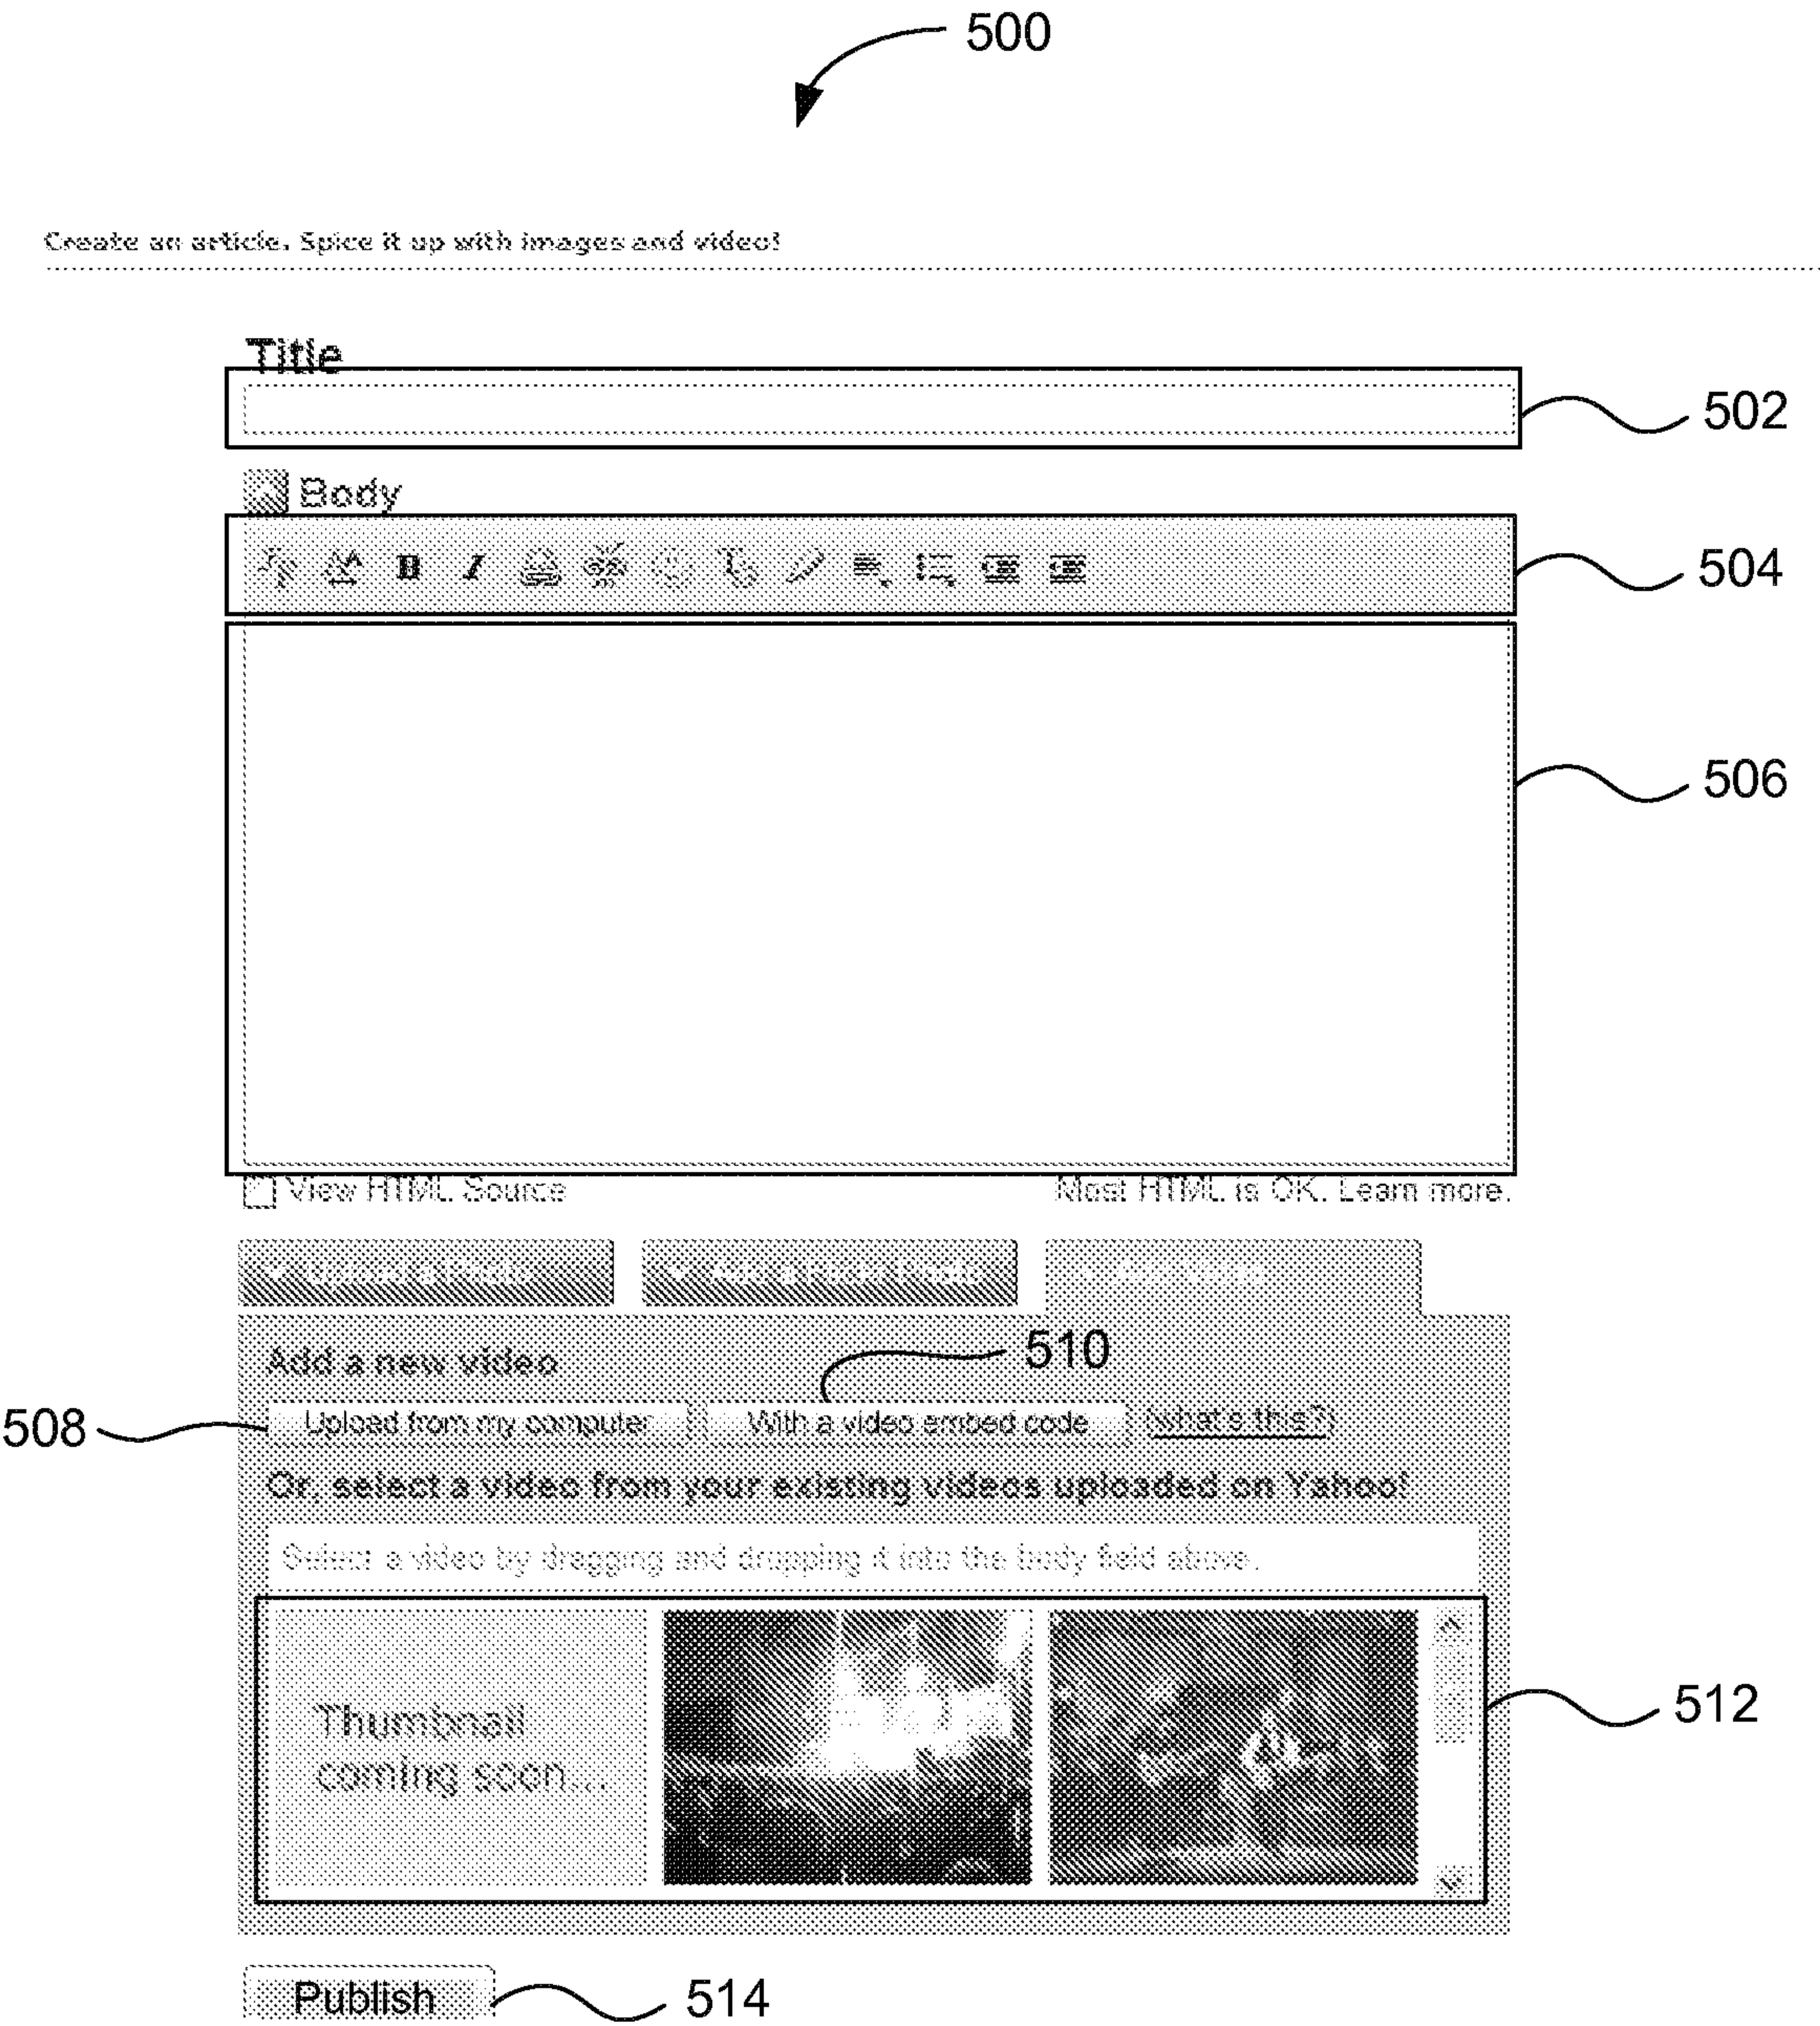 500
Create an article. Spice it up with images and video!
Title
502
Body
B I
504
506
View HTML Source Most HTML is OK. Learn more.
Upload a Photo
Add a new video
510
508
Upload from my computer With a video embed code (what's this?)
Or, select a video from your existing videos uploaded on Yahoo!
Select a video by dragging and dropping it into the body field above.
Thumbnail
coming soon...
512
Publish
514